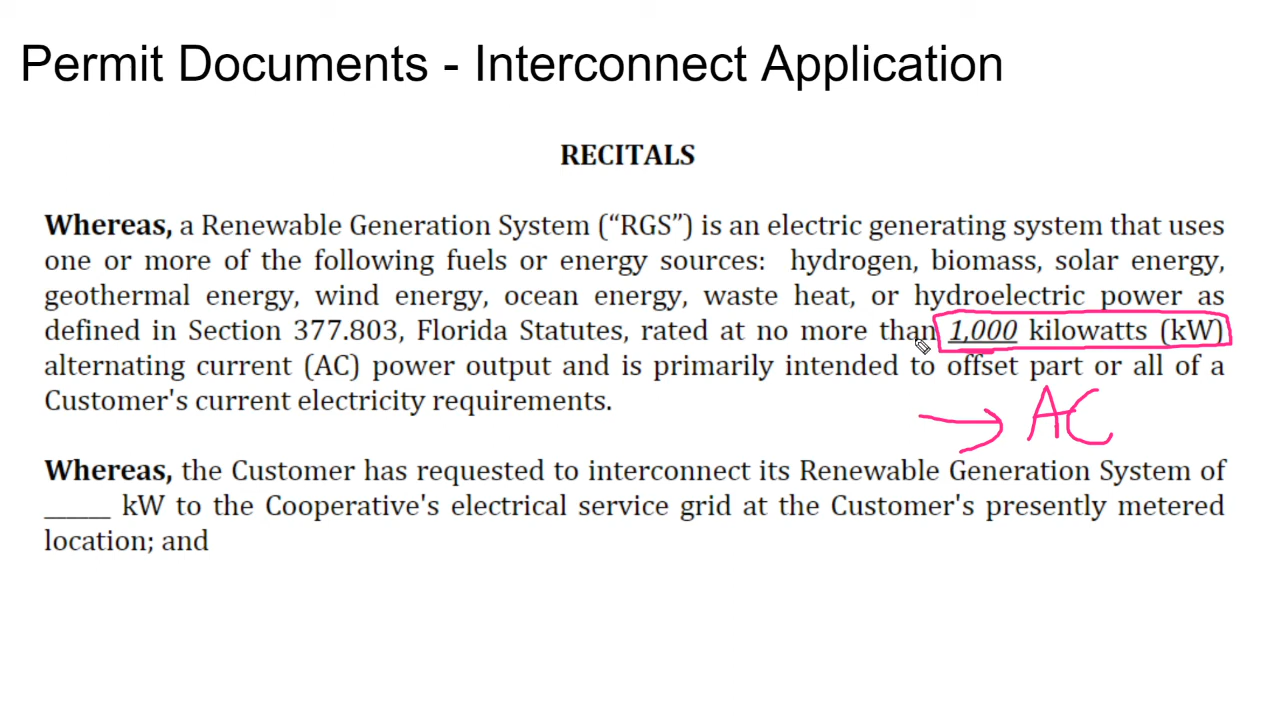 Permit Documents - Interconnect Application
RECITALS
Whereas, a Renewable Generation System (“RGS”) is an electric generating system that uses
one or more of the following fuels or energy sources: hydrogen, biomass, solar energy,
geothermal energy, wind energy, ocean energy, waste heat, or hydroelectric power as
defined in Section 377.803, Florida Statutes, rated at no more than 1,000 kilowatts (kW)
alternating current (AC) power output and is primarily intended to offset part or all of a
Customer's current electricity requirements.
→ AC
Whereas, the Customer has requested to interconnect its Renewable Generation System of
______ kW to the Cooperative's electrical service grid at the Customer's presently metered
location; and